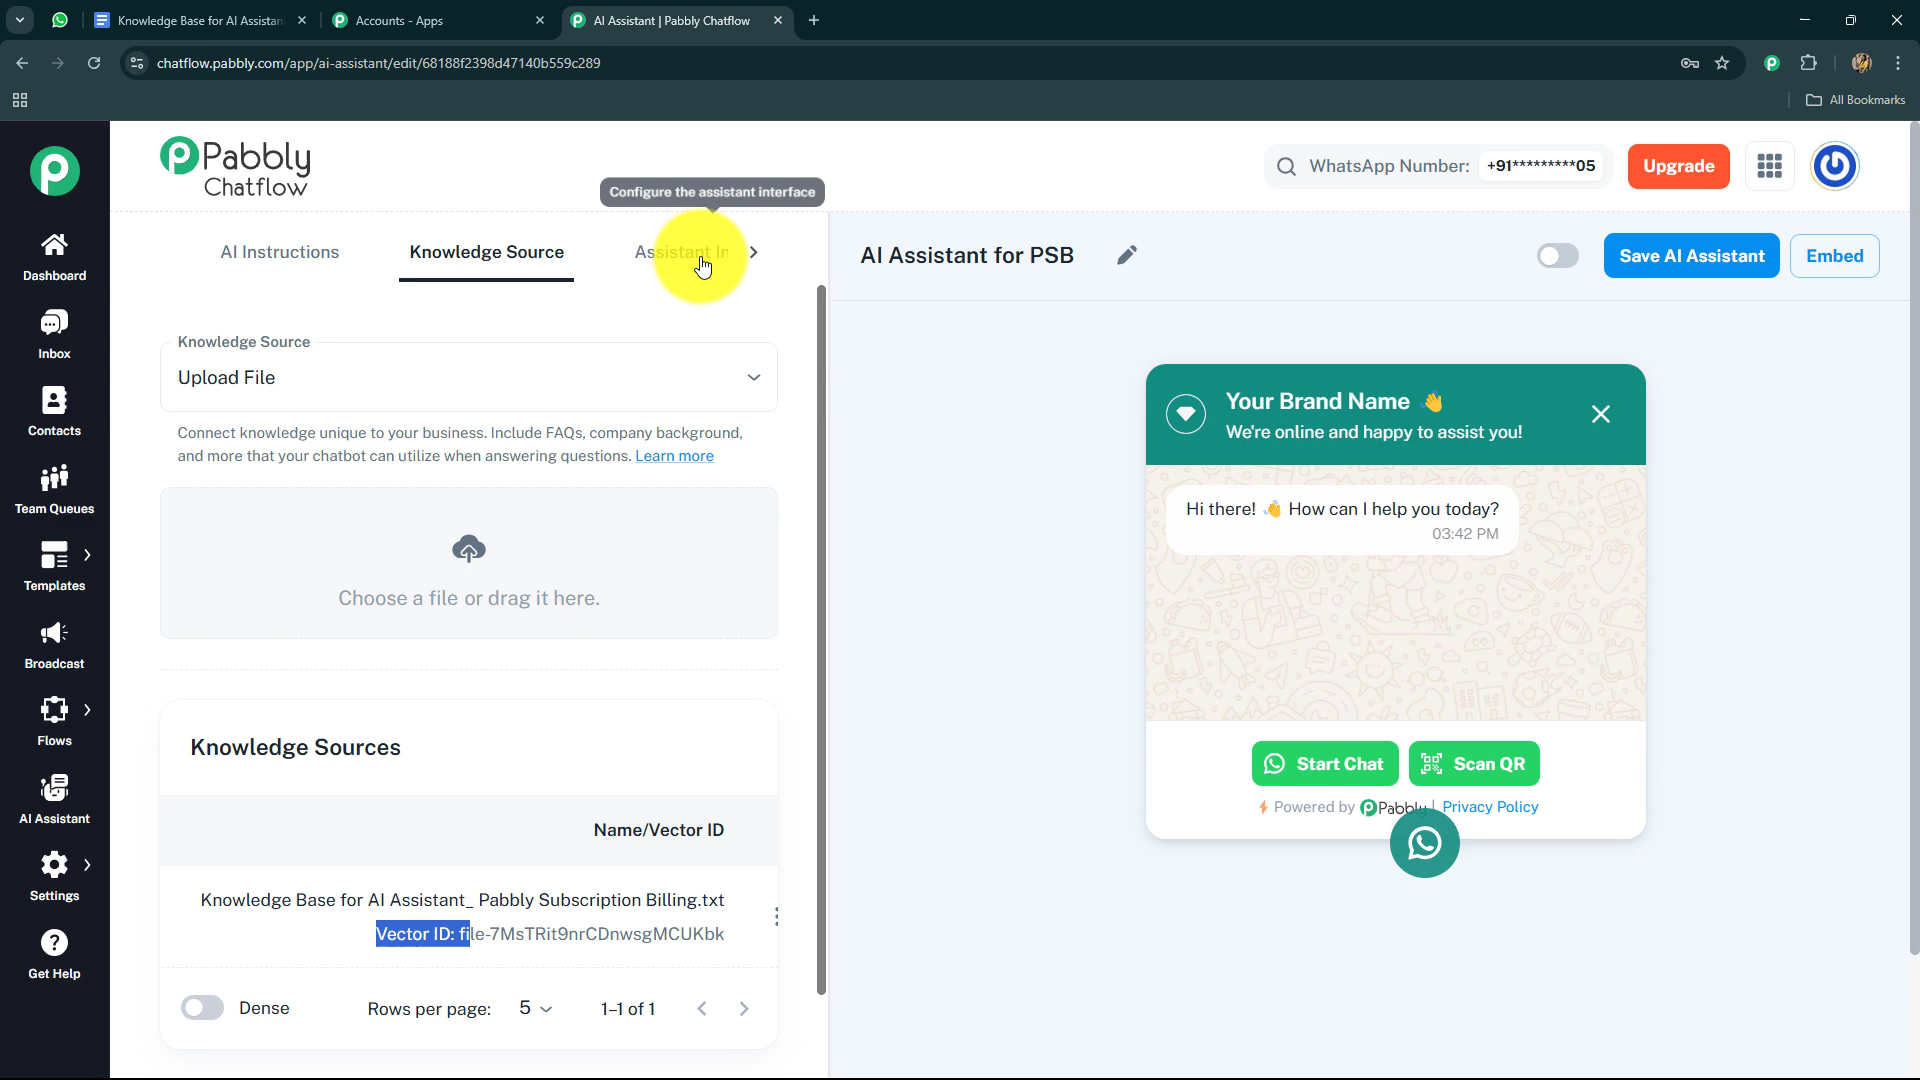 Knowledge Base for AI Assistan
Accounts - Apps
AI Assistant | Pabbly Chatflow
chatflow.pabbly.com/app/ai-assistant/edit/68188f2398d47140b559c289
All Bookmarks
Pabbly
Chatflow
WhatsApp Number: +91*********05
Upgrade
Configure the assistant interface
Dashboard
Inbox
Contacts
Team Queues
Templates
Broadcast
Flows
AI Assistant
Settings
Get Help
AI Instructions
Knowledge Source
Assistant In
Knowledge Source
Upload File
Connect knowledge unique to your business. Include FAQs, company background,
and more that your chatbot can utilize when answering questions. Learn more
Choose a file or drag it here.
Knowledge Sources
Name/Vector ID
Knowledge Base for AI Assistant_ Pabbly Subscription Billing.txt
Vector ID: file-7MsTRit9nrCDnwsgMCUKbk
Dense
Rows per page: 5
1–1 of 1
AI Assistant for PSB
Save AI Assistant
Embed
Your Brand Name 👋
We're online and happy to assist you!
Hi there! 👋 How can I help you today?
03:42 PM
Start Chat
Scan QR
Powered by Pabbly | Privacy Policy